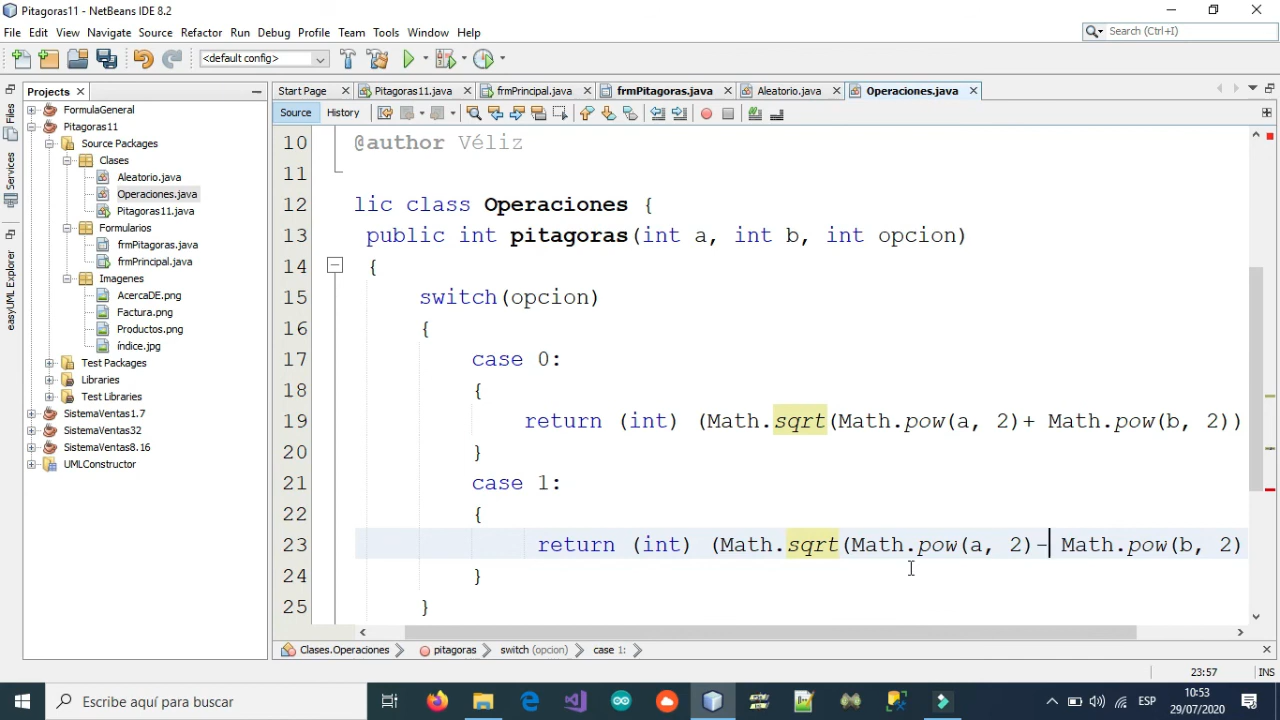 Pitagoras11 - NetBeans IDE 8.2
File Edit View Navigate Source Refactor Run Debug Profile Team Tools Window Help
Search (Ctrl+I)
<default config>
Projects
Start Page Pitagoras11.java frmPrincipal.java frmPitagoras.java Aleatorio.java Operaciones.java
Source History
Files
Services
easyUML Explorer
FormulaGeneral
Pitagoras11
Source Packages
Clases
Aleatorio.java
Operaciones.java
Pitagoras11.java
Formularios
frmPitagoras.java
frmPrincipal.java
Imagenes
AcercaDE.png
Factura.png
Productos.png
índice.jpg
Test Packages
Libraries
Test Libraries
SistemaVentas1.7
SistemaVentas32
SistemaVentas8.16
UMLConstructor
10 @author Véliz
11
12 lic class Operaciones {
13 public int pitagoras(int a, int b, int opcion)
14 {
15 switch(opcion)
16 {
17 case 0:
18 {
19 return (int) (Math.sqrt(Math.pow(a, 2)+ Math.pow(b, 2))
20 }
21 case 1:
22 {
23 return (int) (Math.sqrt(Math.pow(a, 2)- Math.pow(b, 2)
24 }
25 }
Clases.Operaciones pitagoras switch (opcion) case 1:
23:57 INS
Escribe aquí para buscar
ESP
10:53
29/07/2020